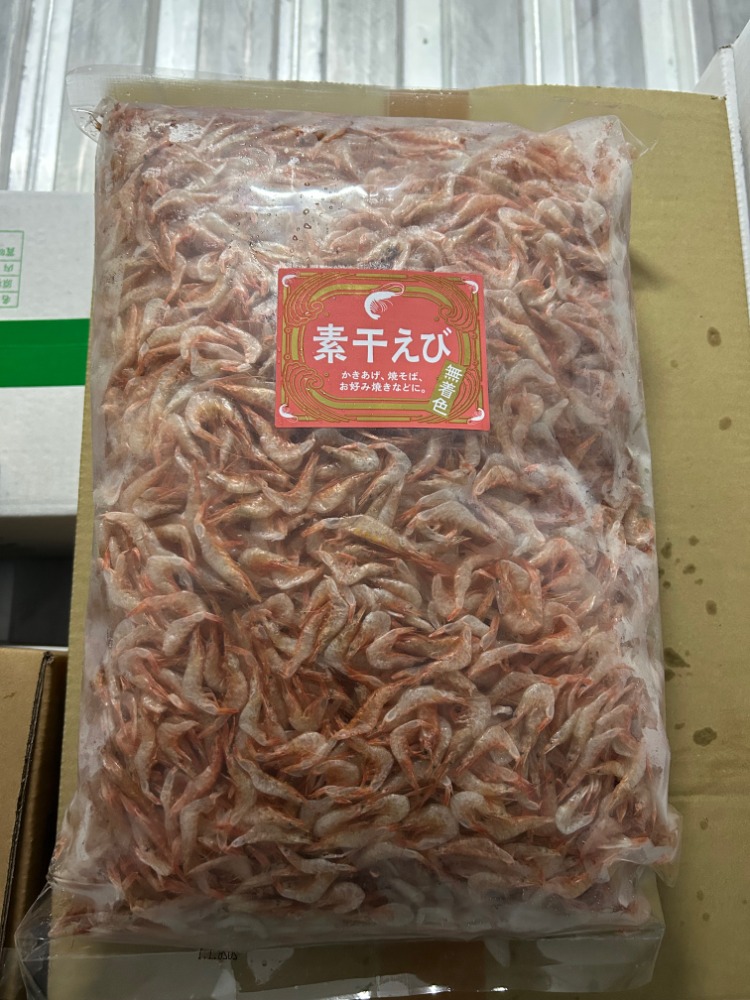 素干えび
かきあげ、焼そば、
お好み焼きなどに。
無着色